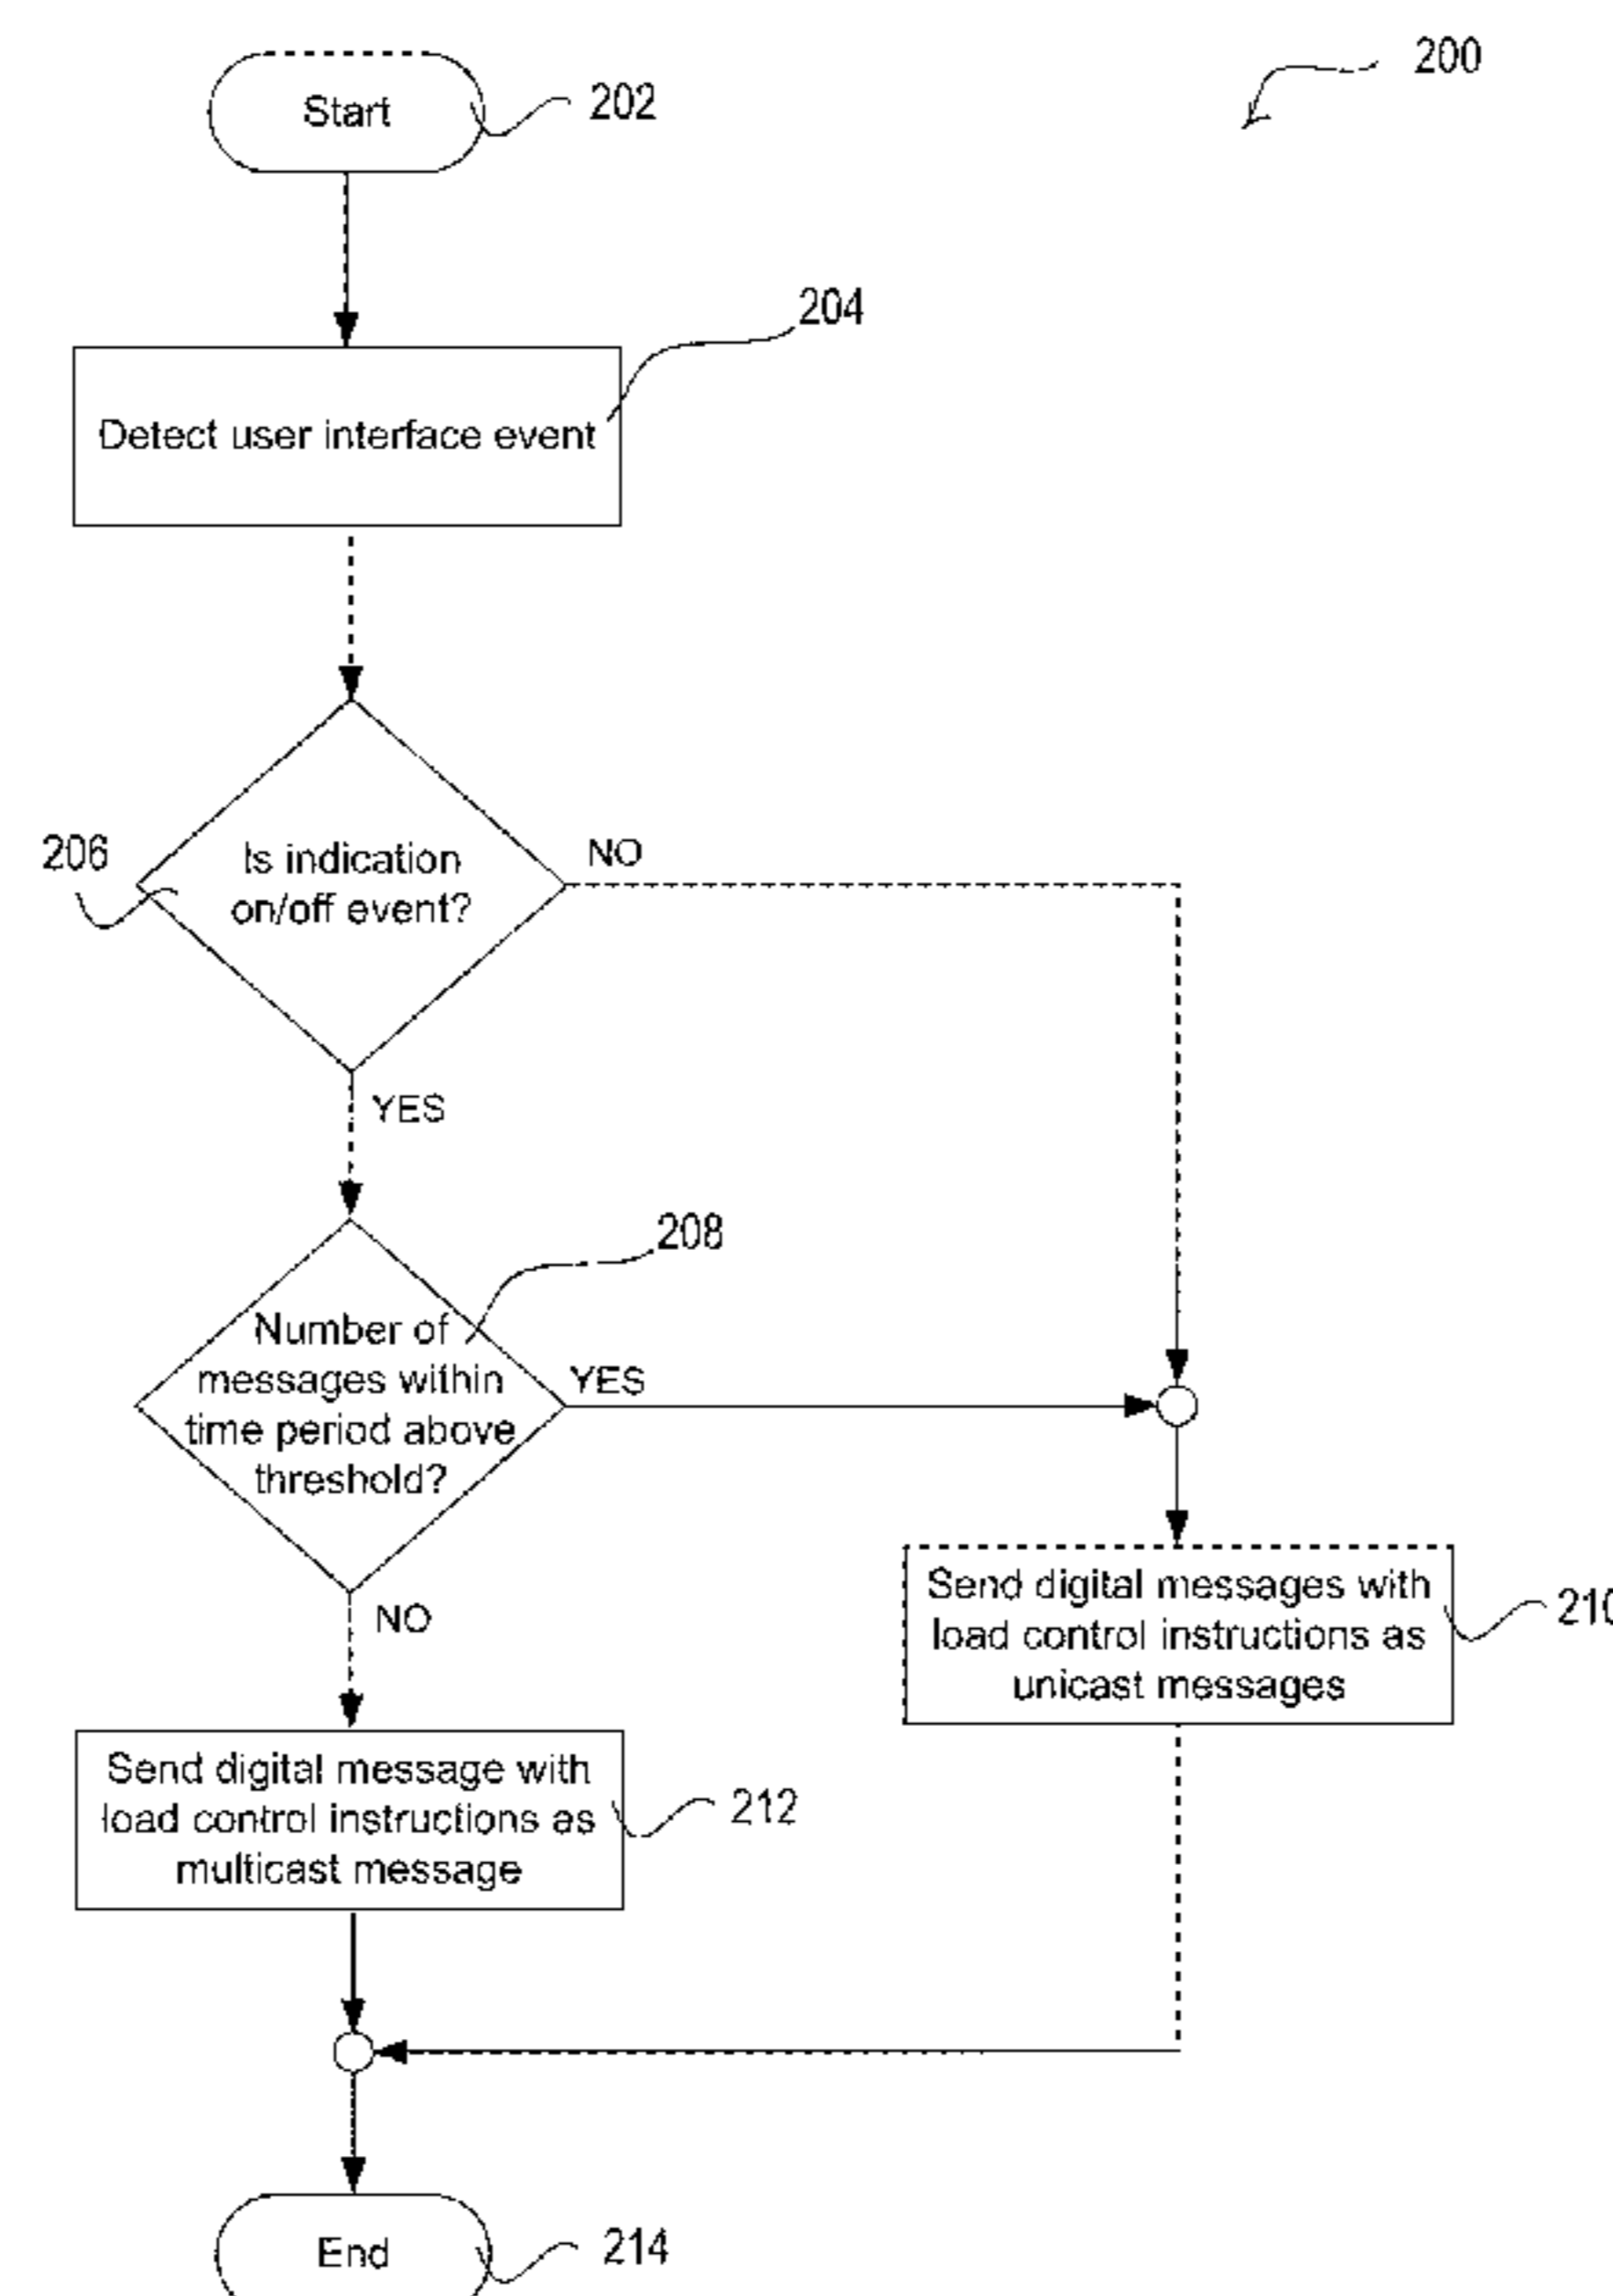 200
Start
202
204
Detect user interface event
206
Is indication
on/off event?
NO
YES
208
Number of
messages within
time period above
threshold?
YES
NO
Send digital messages with
load control instructions as
unicast messages
210
Send digital message with
load control instructions as
multicast message
212
End
214